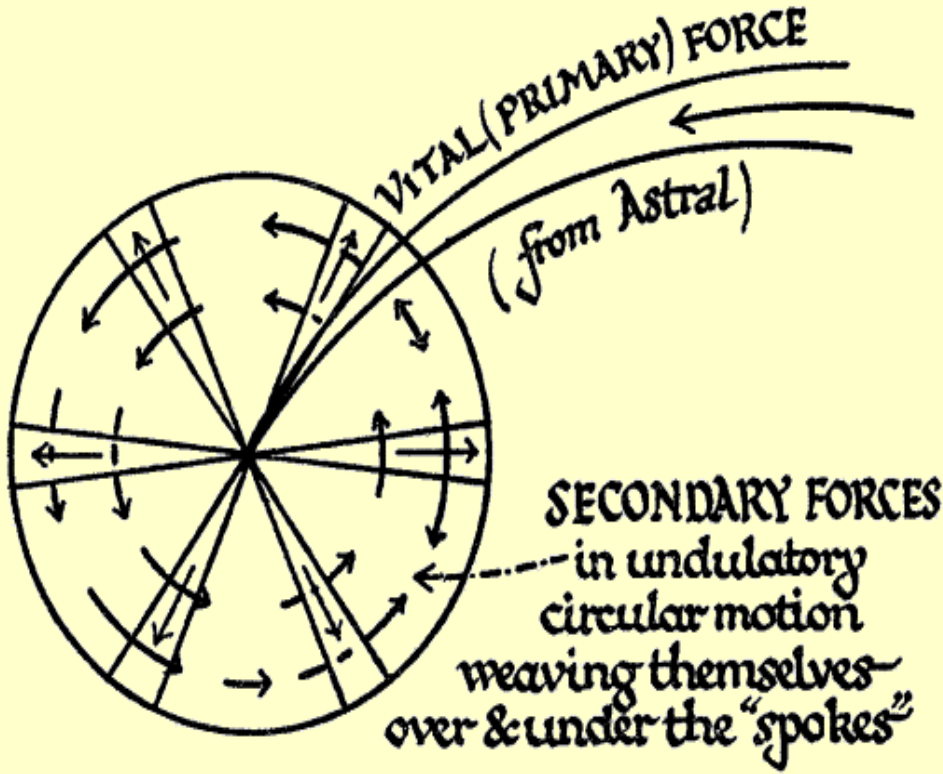 VITAL (PRIMARY) FORCE
(from Astral)
SECONDARY FORCES
in undulatory
circular motion
weaving themselves
over & under the "spokes"